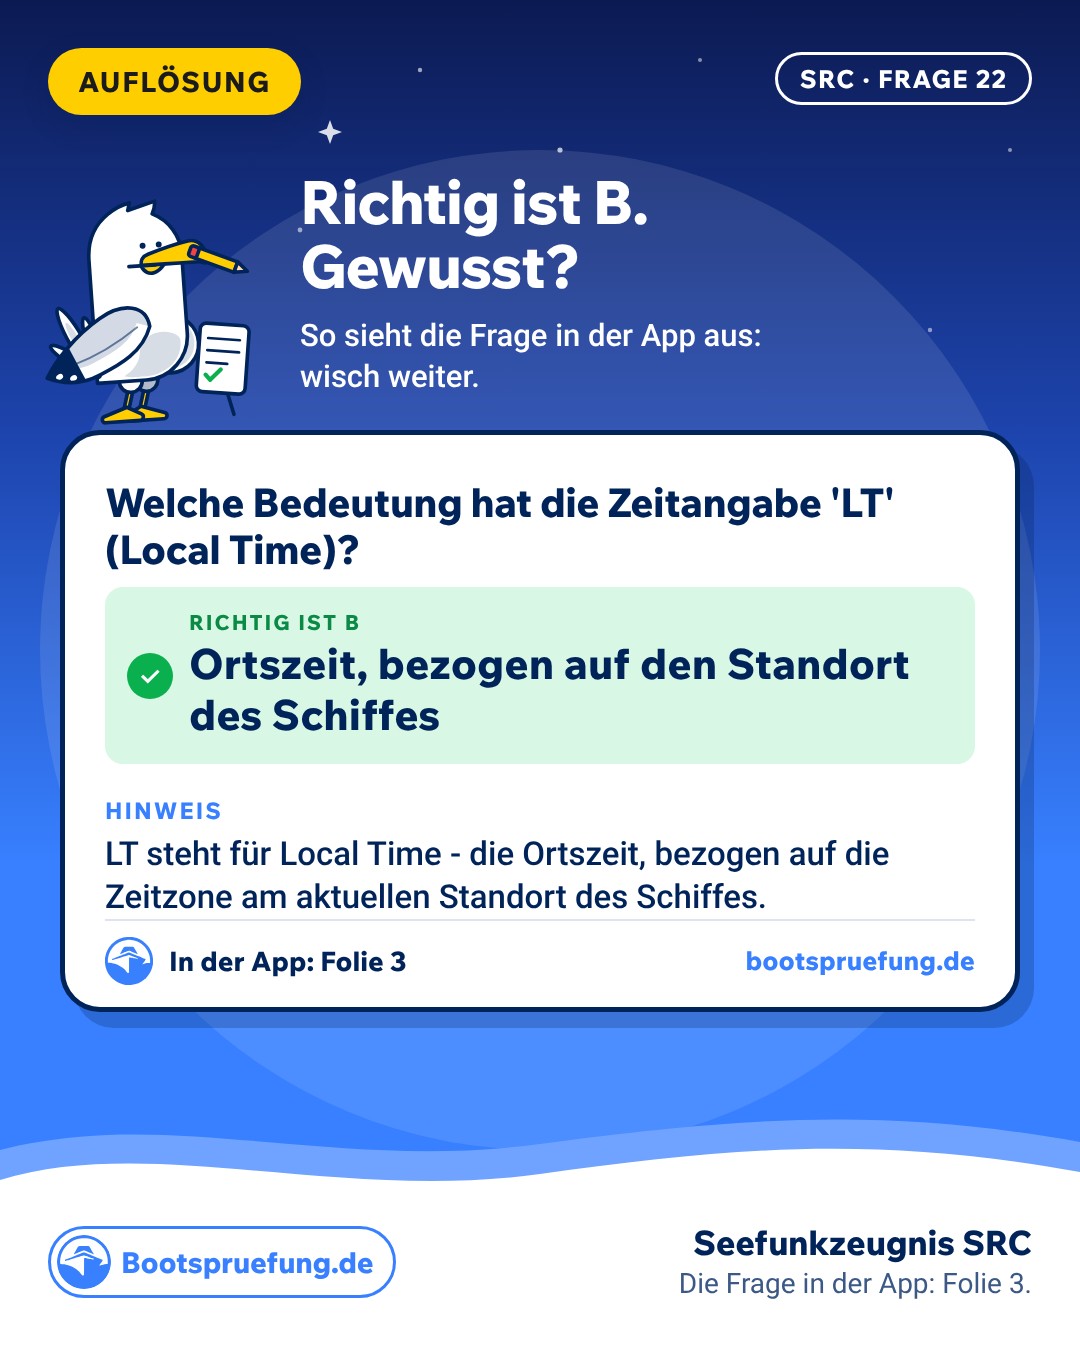 AUFLÖSUNG
SRC · FRAGE 22
Richtig ist B.
Gewusst?
So sieht die Frage in der App aus:
wisch weiter.
Welche Bedeutung hat die Zeitangabe 'LT'
(Local Time)?
RICHTIG IST B
Ortszeit, bezogen auf den Standort
des Schiffes
HINWEIS
LT steht für Local Time - die Ortszeit, bezogen auf die
Zeitzone am aktuellen Standort des Schiffes.
In der App: Folie 3
bootspruefung.de
Bootspruefung.de
Seefunkzeugnis SRC
Die Frage in der App: Folie 3.